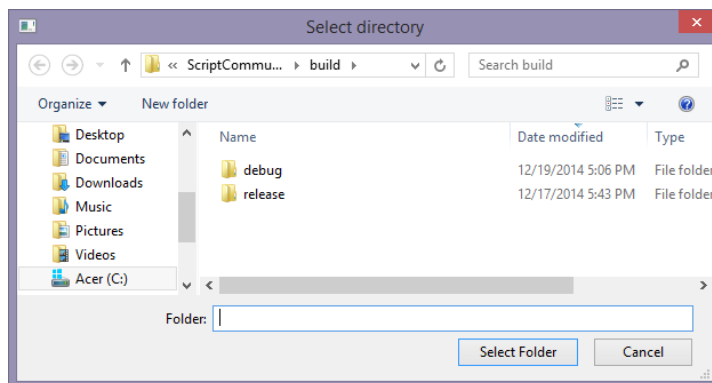 Select directory
« ScriptCommu... build Search build
Organize New folder
Desktop
Documents
Downloads
Music
Pictures
Videos
Acer (C:)
Name Date modified Type
debug 12/19/2014 5:06 PM File folder
release 12/17/2014 5:43 PM File folder
Folder:
Select Folder Cancel